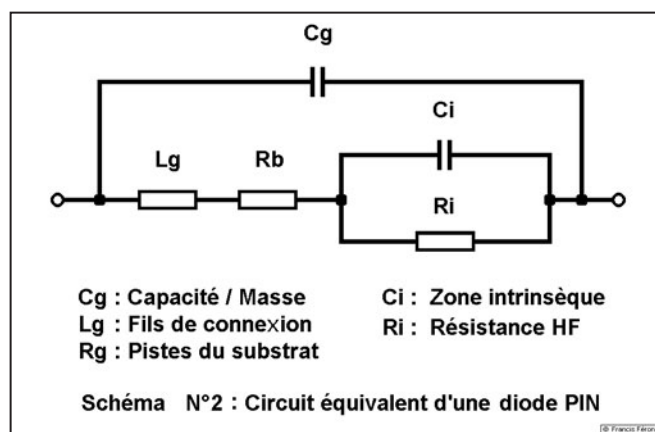 Cg
Ci
Lg
Rb
Ri
Cg : Capacité / Masse
Lg : Fils de connexion
Rg : Pistes du substrat
Ci : Zone intrinsèque
Ri : Résistance HF
Schéma N°2 : Circuit équivalent d'une diode PIN
© Francis Féron